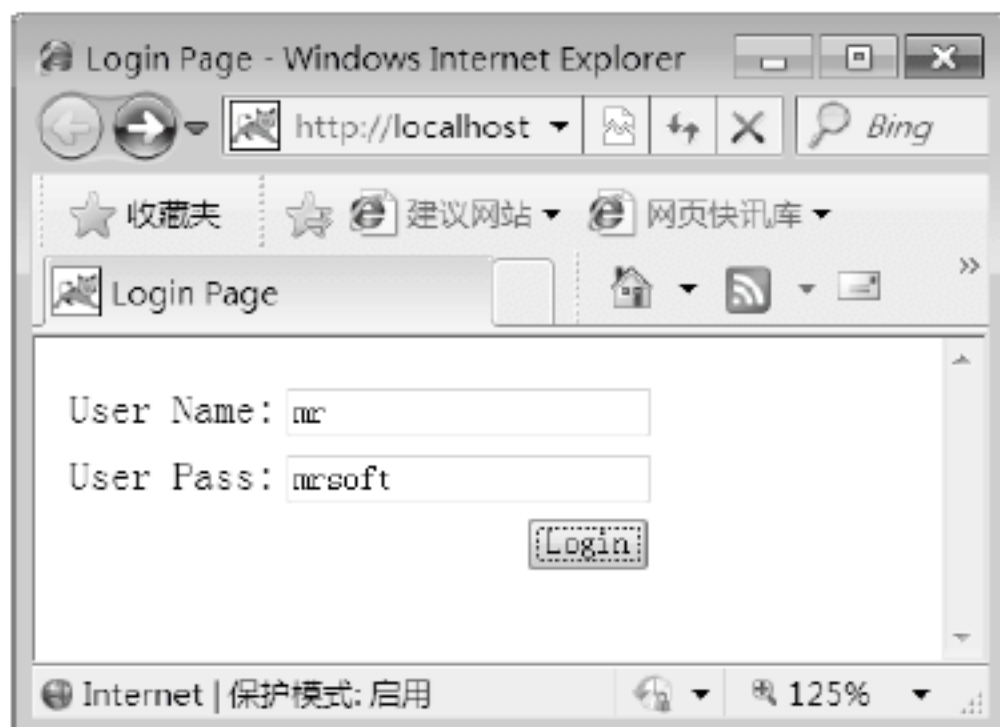 Login Page - Windows Internet Explorer
http://localhost
Bing
收藏夹
建议网站
网页快讯库
Login Page
User Name: mr
User Pass: mrsoft
Login
Internet | 保护模式: 启用
125%